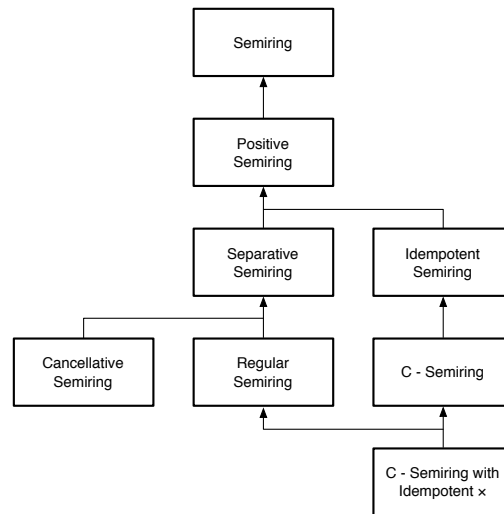 Semiring
Positive
Semiring
Separative
Semiring
Idempotent
Semiring
Cancellative
Semiring
Regular
Semiring
C - Semiring
C - Semiring with
Idempotent ×